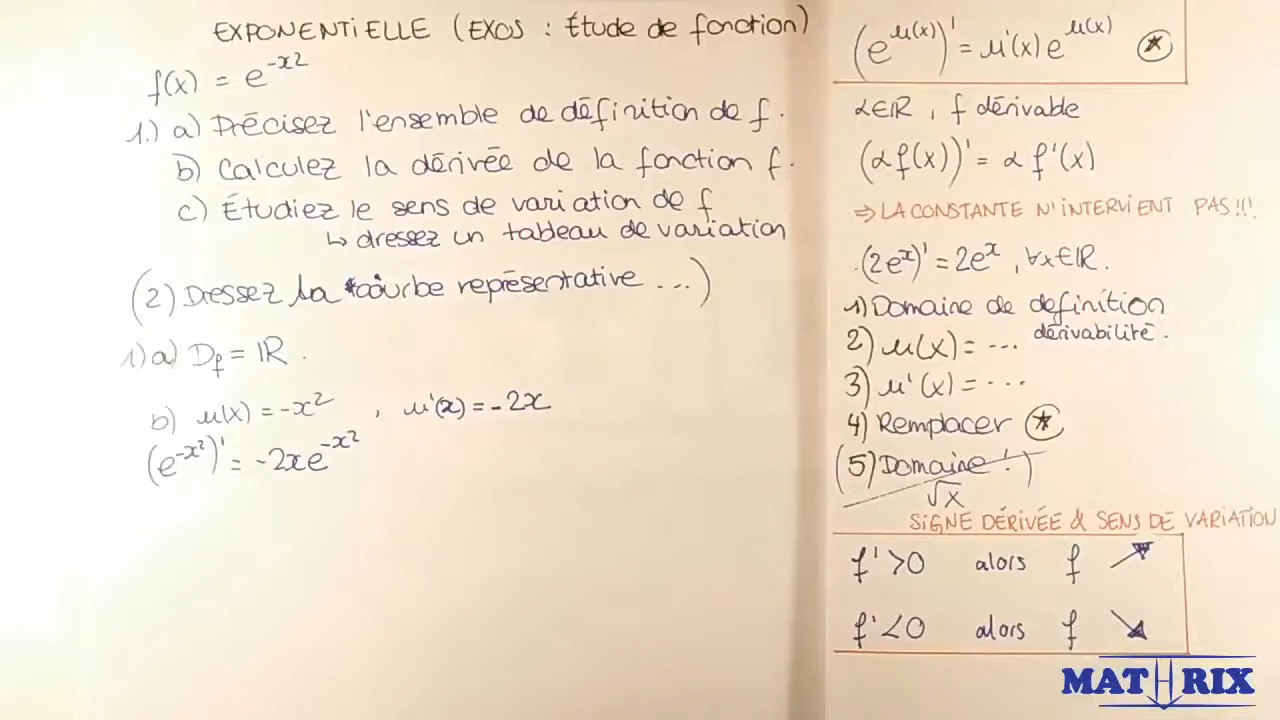 EXPONENTIELLE (EXOS : Étude de fonction)
f(x) = e^{-x2}
1.) a) Précisez l'ensemble de définition de f.
b) Calculez la dérivée de la fonction f.
c) Étudiez le sens de variation de f
↳ dressez un tableau de variation
(2) Dressez la courbe représentative ...)
1) a) D_f = ℝ .
b) u(x) = -x² , u'(x) = -2x
(e^{-x²})' = -2xe^{-x²}
(e^{u(x)})' = u'(x) e^{u(x)} (*)
α∈ℝ , f dérivable
(α f(x))' = α f'(x)
⇒ LA CONSTANTE N'INTERVIENT PAS!!!
(2e^x)' = 2e^x , ∀x∈ℝ.
1) Domaine de définition
dérivabilité.
2) u(x) = ...
3) u'(x) = ...
4) Remplacer (*)
(5) Domaine ! )
√x
SIGNE DÉRIVÉE & SENS DE VARIATION
f' > 0 alors f ↗
f' < 0 alors f ↘
MATHRIX